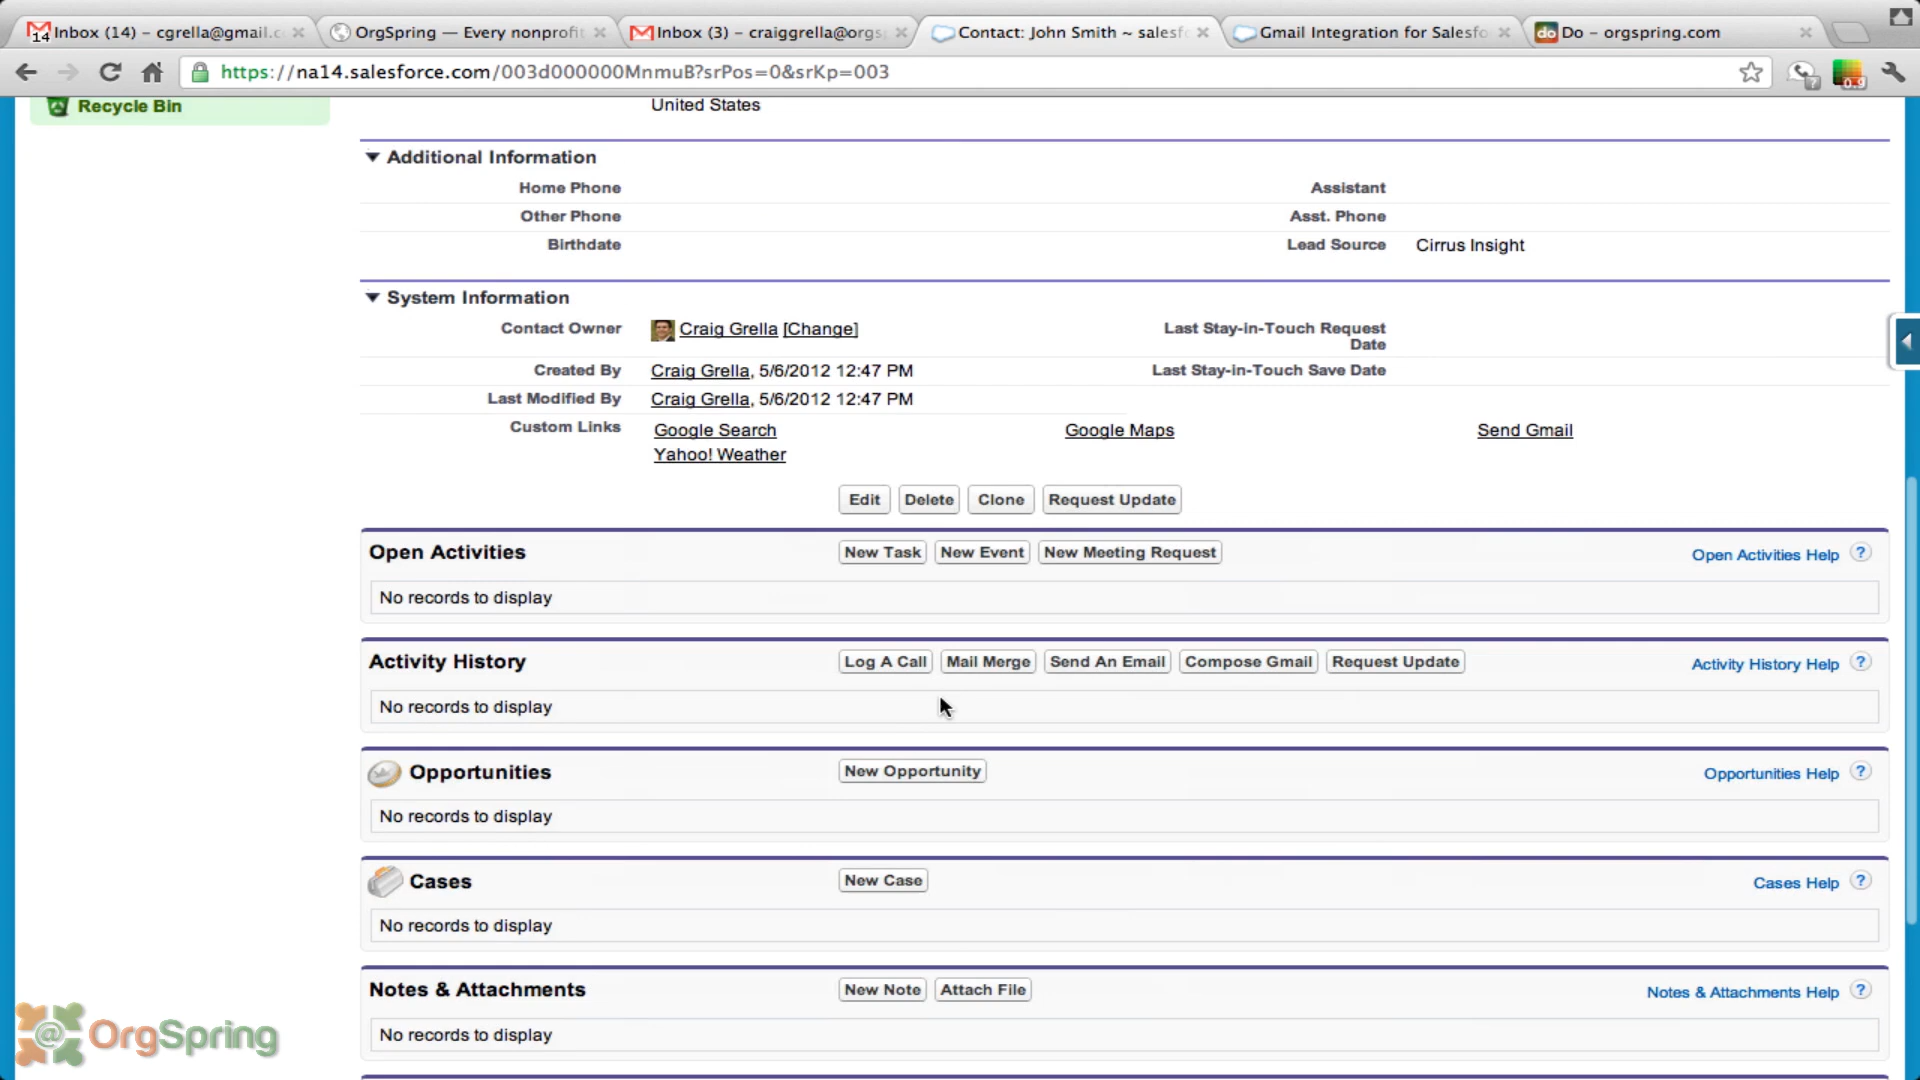 14 Inbox (14) – cgrella@gmail.c
OrgSpring — Every nonprofit
Inbox (3) – craiggrella@orgs
Contact: John Smith ~ salesf
Gmail Integration for Salesfo
do Do – orgspring.com
https://na14.salesforce.com/003d000000MnmuB?srPos=0&srKp=003
0.9
Recycle Bin
United States
Additional Information
Home Phone
Assistant
Other Phone
Asst. Phone
Birthdate
Lead Source Cirrus Insight
System Information
Contact Owner Craig Grella [Change]
Last Stay-in-Touch Request
Date
Created By Craig Grella, 5/6/2012 12:47 PM
Last Stay-in-Touch Save Date
Last Modified By Craig Grella, 5/6/2012 12:47 PM
Custom Links Google Search Google Maps Send Gmail
Yahoo! Weather
Edit Delete Clone Request Update
Open Activities New Task New Event New Meeting Request Open Activities Help ?
No records to display
Activity History Log A Call Mail Merge Send An Email Compose Gmail Request Update Activity History Help ?
No records to display
Opportunities New Opportunity Opportunities Help ?
No records to display
Cases New Case Cases Help ?
No records to display
Notes & Attachments New Note Attach File Notes & Attachments Help ?
No records to display
@ OrgSpring